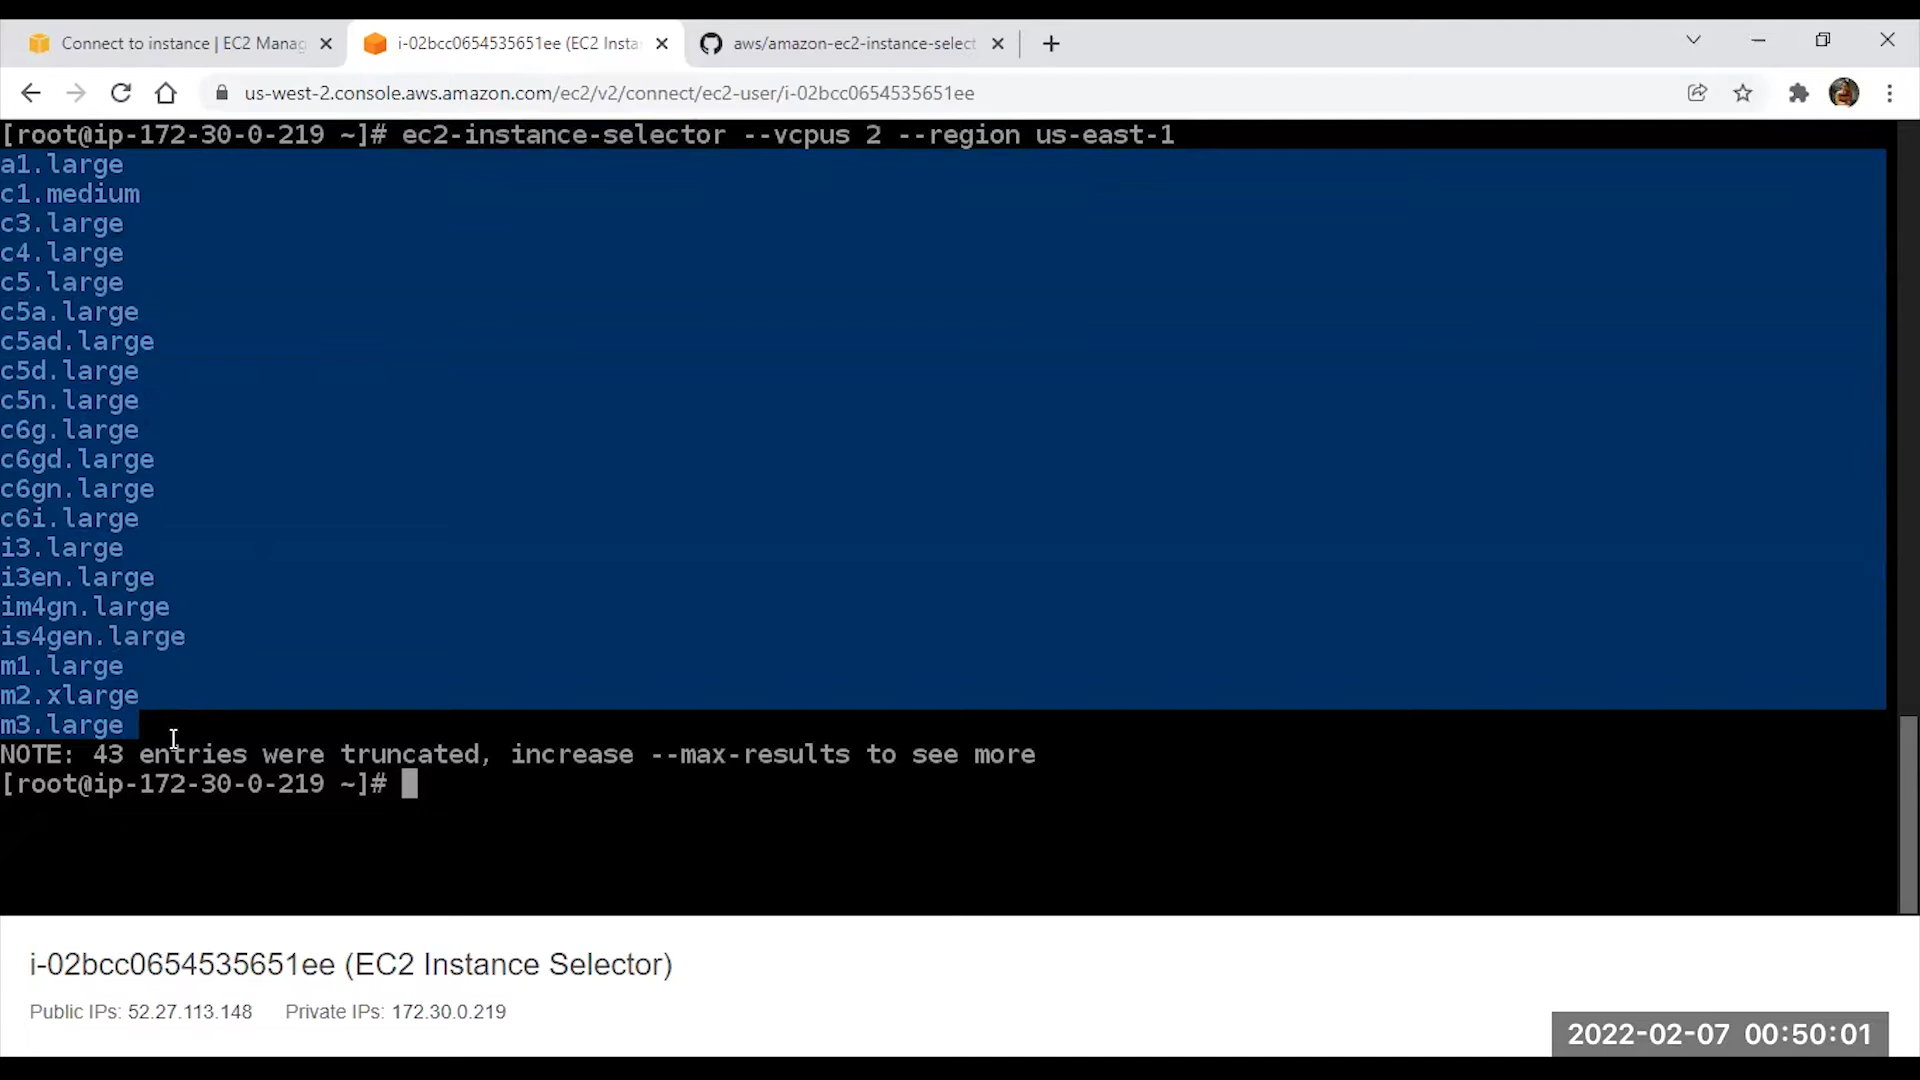 Connect to instance | EC2 Manag
i-02bcc0654535651ee (EC2 Insta
aws/amazon-ec2-instance-select
us-west-2.console.aws.amazon.com/ec2/v2/connect/ec2-user/i-02bcc0654535651ee
[root@ip-172-30-0-219 ~]# ec2-instance-selector --vcpus 2 --region us-east-1
a1.large
c1.medium
c3.large
c4.large
c5.large
c5a.large
c5ad.large
c5d.large
c5n.large
c6g.large
c6gd.large
c6gn.large
c6i.large
i3.large
i3en.large
im4gn.large
is4gen.large
m1.large
m2.xlarge
m3.large
NOTE: 43 entries were truncated, increase --max-results to see more
[root@ip-172-30-0-219 ~]#
i-02bcc0654535651ee (EC2 Instance Selector)
Public IPs: 52.27.113.148 Private IPs: 172.30.0.219
2022-02-07 00:50:01